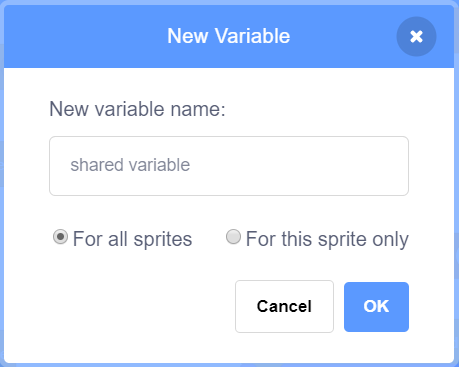 New Variable
New variable name:
shared variable
For all sprites For this sprite only
Cancel OK